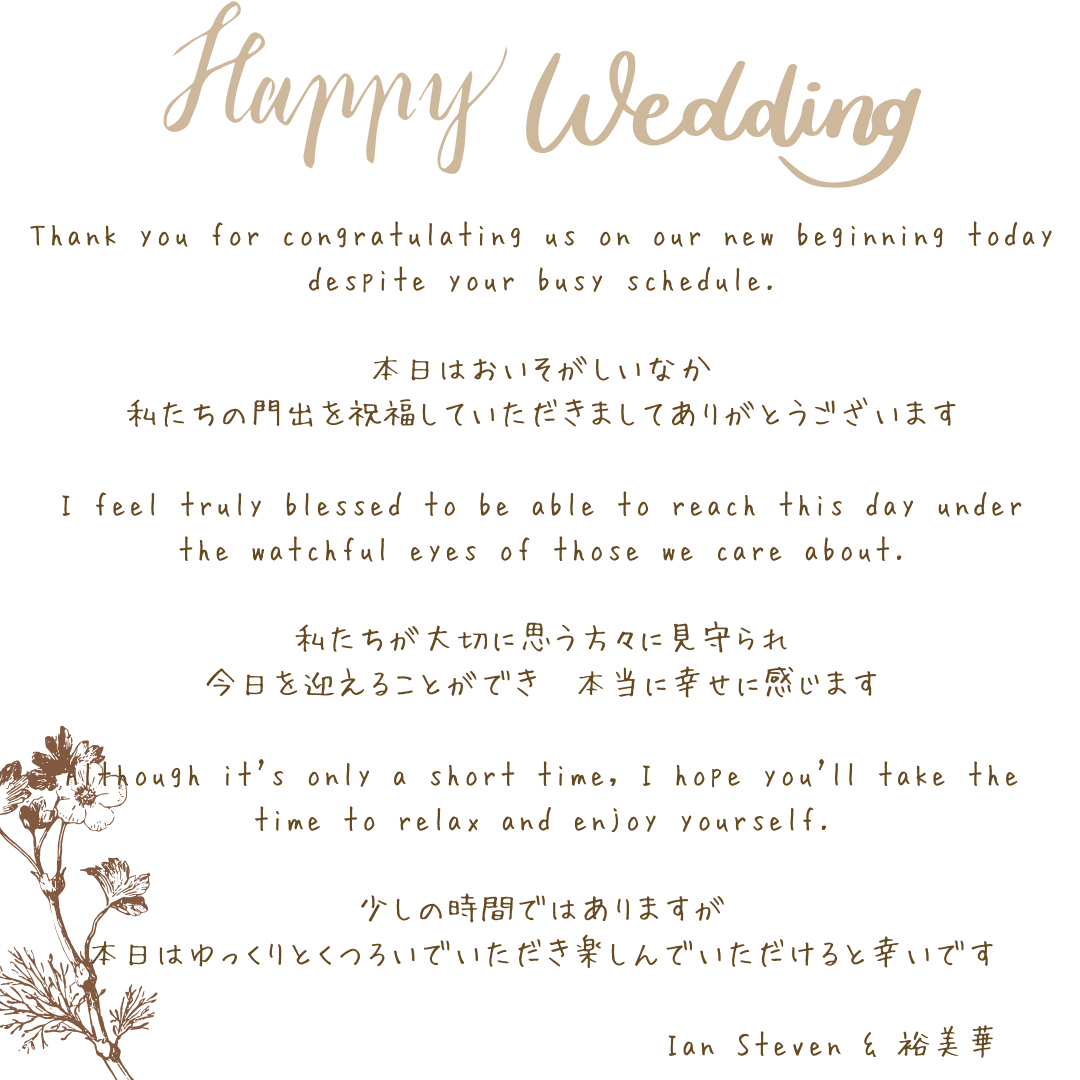 Happy Wedding
Thank you for congratulating us on our new beginning today
despite your busy schedule.
本日はおいそがしいなか
私たちの門出を祝福していただきましてありがとうございます
I feel truly blessed to be able to reach this day under
the watchful eyes of those we care about.
私たちが大切に思う方々に見守られ
今日を迎えることができ　本当に幸せに感じます
Although it's only a short time, I hope you'll take the
time to relax and enjoy yourself.
少しの時間ではありますが
本日はゆっくりとくつろいでいただき楽しんでいただけると幸いです
Ian Steven & 裕美華